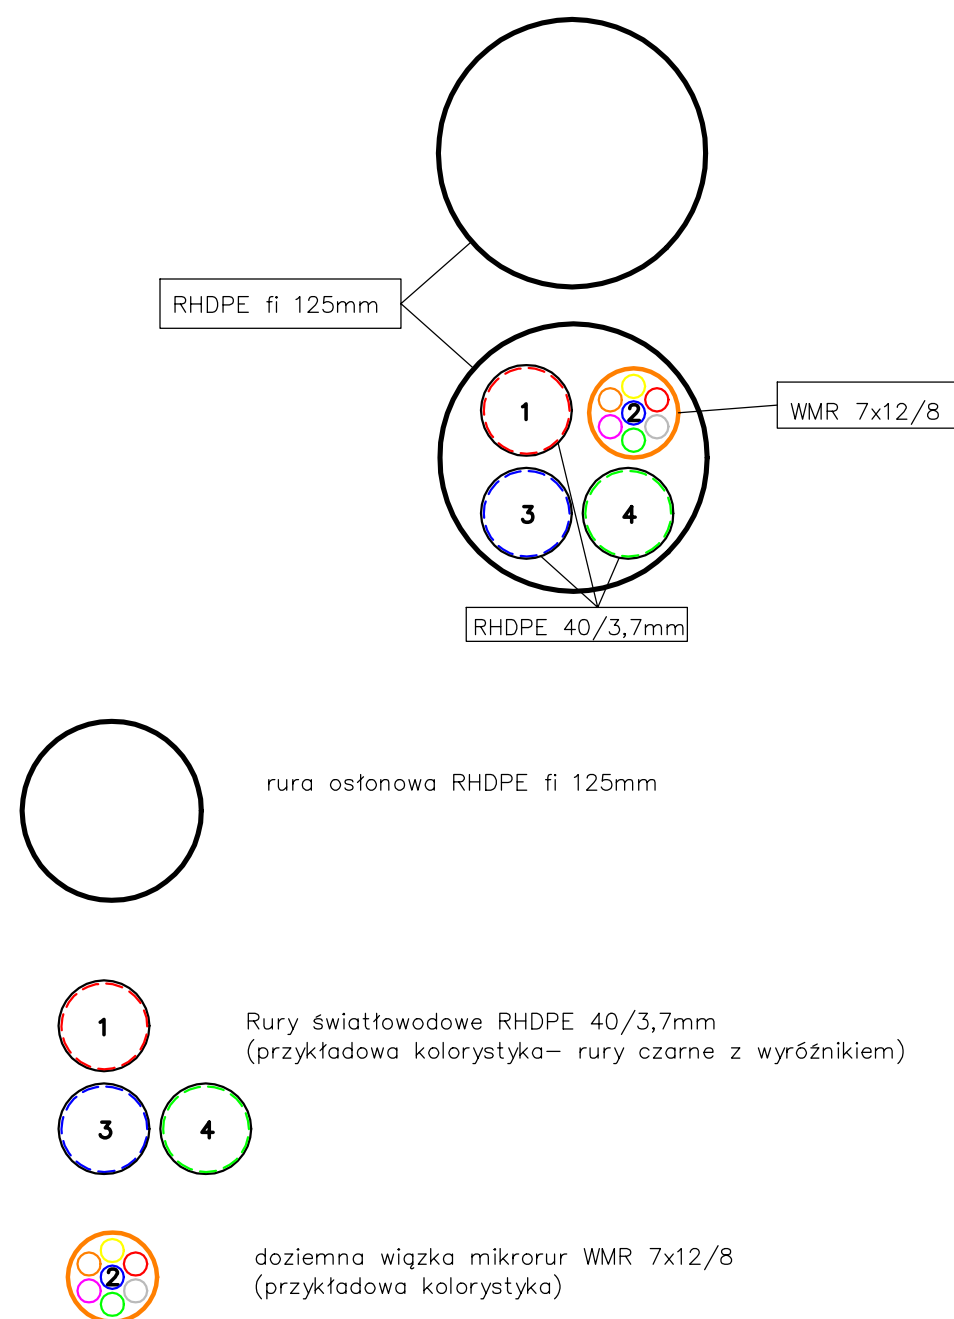 RHDPE fi 125mm
1
2
WMR 7x12/8
3
4
RHDPE 40/3,7mm
rura osłonowa RHDPE fi 125mm
1
Rury światłowodowe RHDPE 40/3,7mm
(przykładowa kolorystyka– rury czarne z wyróżnikiem)
3
4
2
doziemna wiązka mikrorur WMR 7x12/8
(przykładowa kolorystyka)